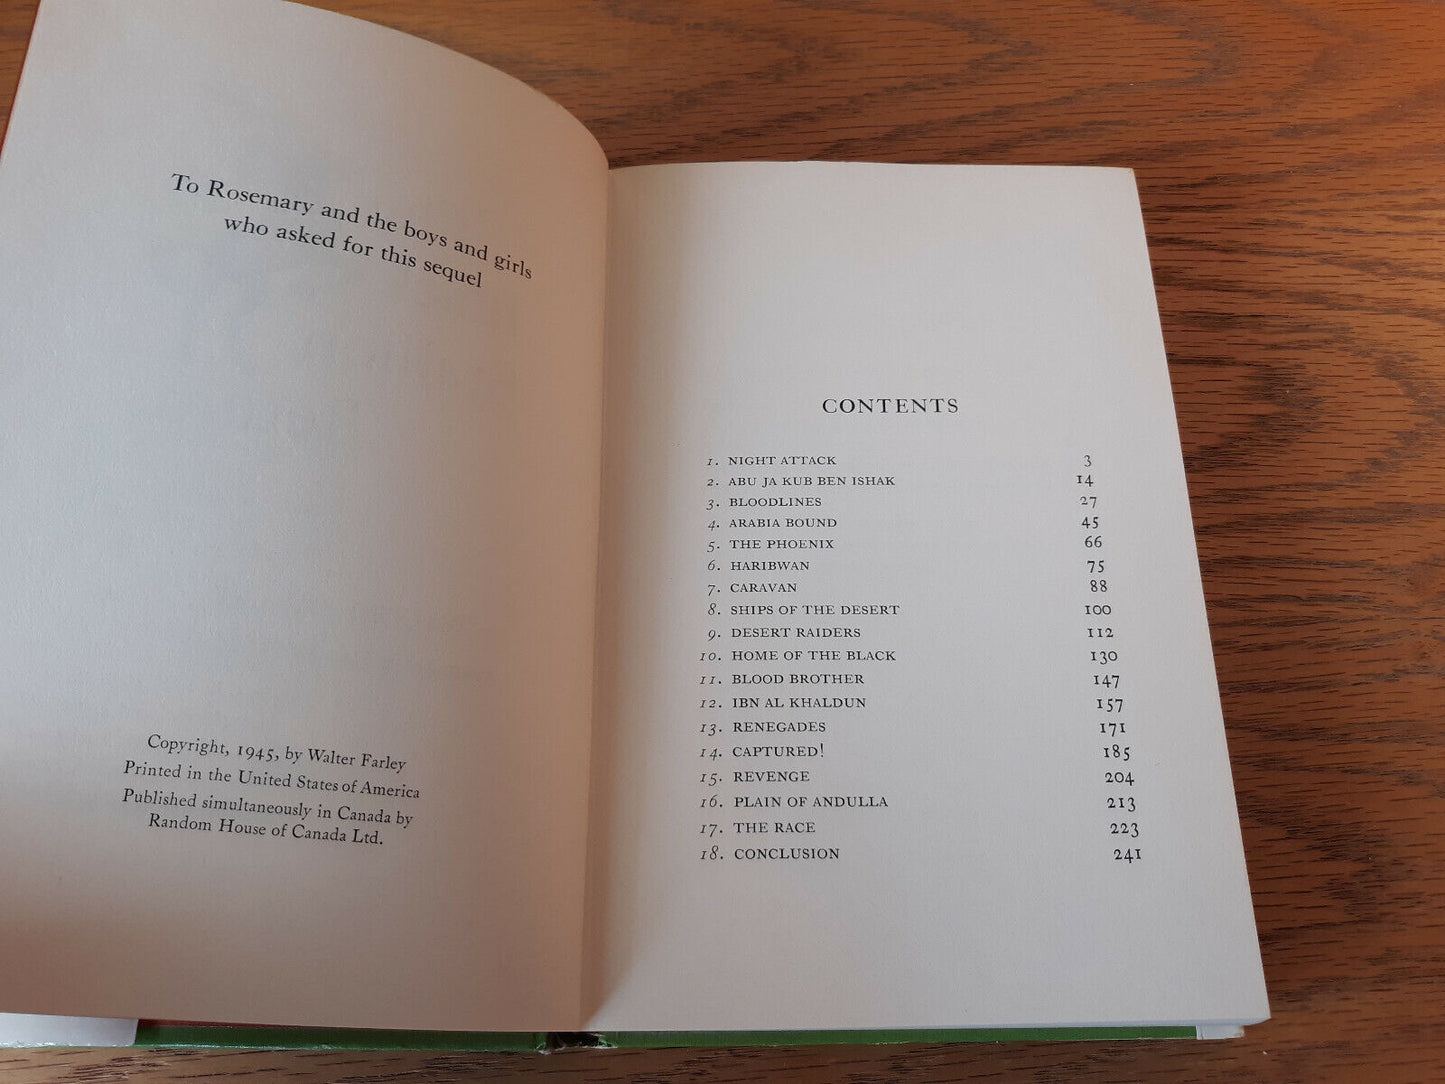 To Rosemary and the boys and girls
who asked for this sequel
Copyright, 1945, by Walter Farley
Printed in the United States of America
Published simultaneously in Canada by
Random House of Canada Ltd.
CONTENTS
1. NIGHT ATTACK 3
2. ABU JA KUB BEN ISHAK 14
3. BLOODLINES 27
4. ARABIA BOUND 45
5. THE PHOENIX 66
6. HARIBWAN 75
7. CARAVAN 88
8. SHIPS OF THE DESERT 100
9. DESERT RAIDERS 112
10. HOME OF THE BLACK 130
11. BLOOD BROTHER 147
12. IBN AL KHALDUN 157
13. RENEGADES 171
14. CAPTURED! 185
15. REVENGE 204
16. PLAIN OF ANDULLA 213
17. THE RACE 223
18. CONCLUSION 241